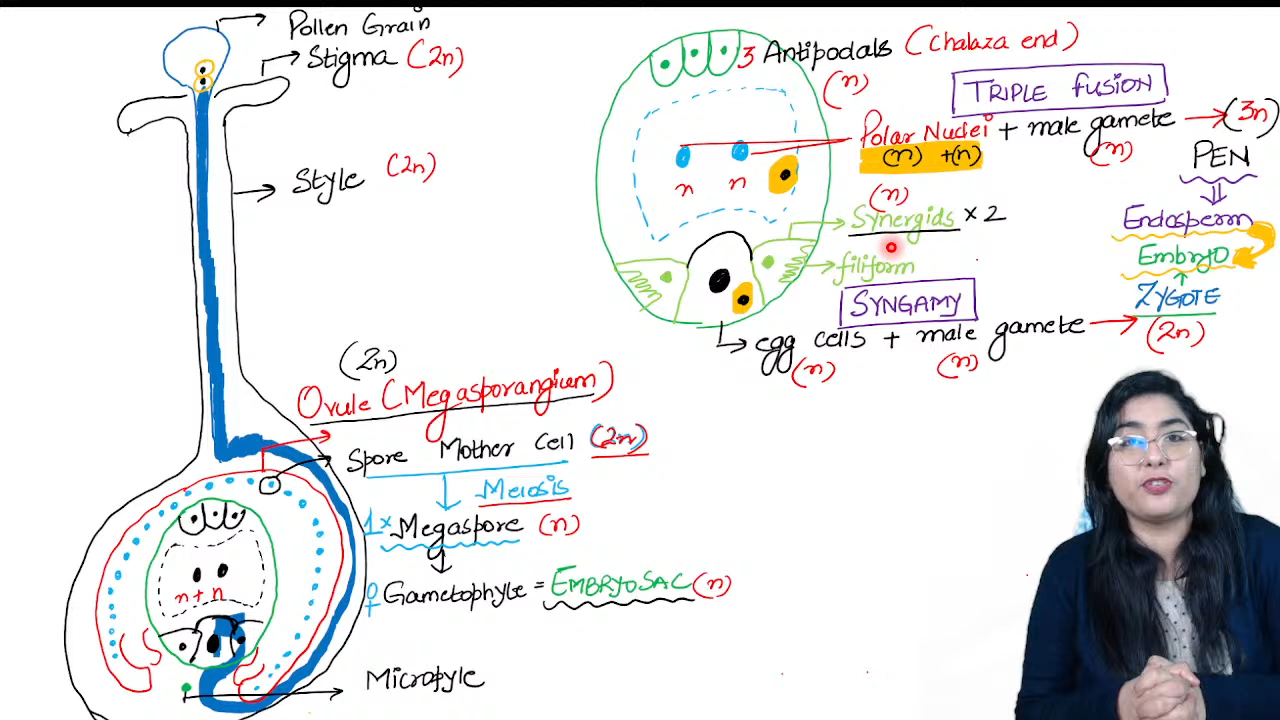 Pollen Grain
Stigma (2n)
Style (2n)
(2n)
Ovule (Megasporangium)
Spore Mother Cell (2n)
Meiosis
1x Megaspore (n)
♀ Gametophyte = EMBRYOSAC (n)
n + n
Micropyle
3 Antipodals (Chalaza end)
(n)
TRIPLE FUSION
Polar Nuclei + male gamete → (3n)
(n) + (n) (n)
n n
PEN
(n)
Synergids × 2
Endosperm
filiform
Embryo
SYNGAMY
ZYGOTE
egg cells + male gamete → (2n)
(n) (n)